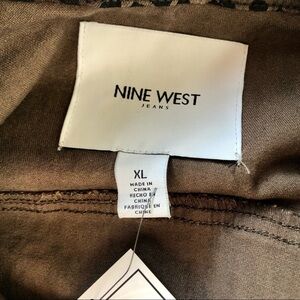 NINE WEST
JEANS
XL
MADE IN
CHINA
HECHO EN
CHINA
FABRIQUÉ EN
CHINE